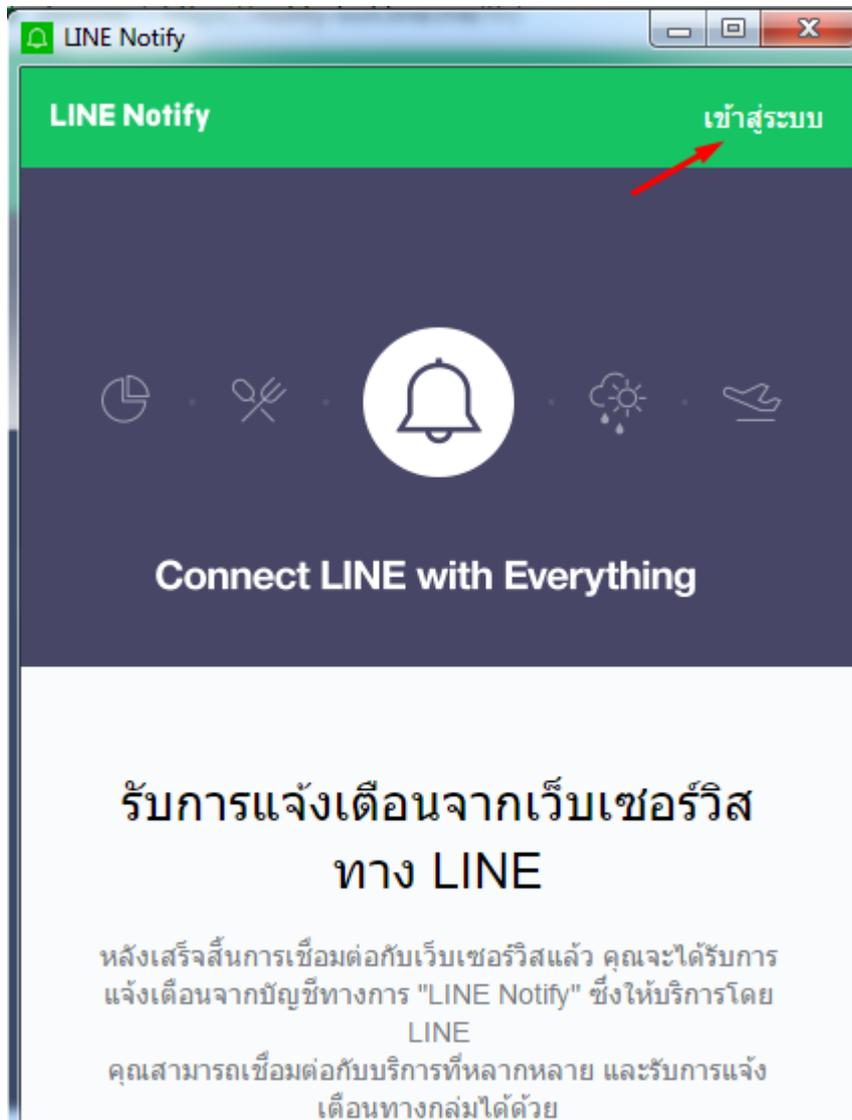 LINE Notify
LINE Notify
เข้าสู่ระบบ
Connect LINE with Everything
รับการแจ้งเตือนจากเว็บเซอร์วิส
ทาง LINE
หลังเสร็จสิ้นการเชื่อมต่อกับเว็บเซอร์วิสแล้ว คุณจะได้รับการ
แจ้งเตือนจากบัญชีทางการ "LINE Notify" ซึ่งให้บริการโดย
LINE
คุณสามารถเชื่อมต่อกับบริการที่หลากหลาย และรับการแจ้ง
เตือนทางกลุ่มได้ด้วย